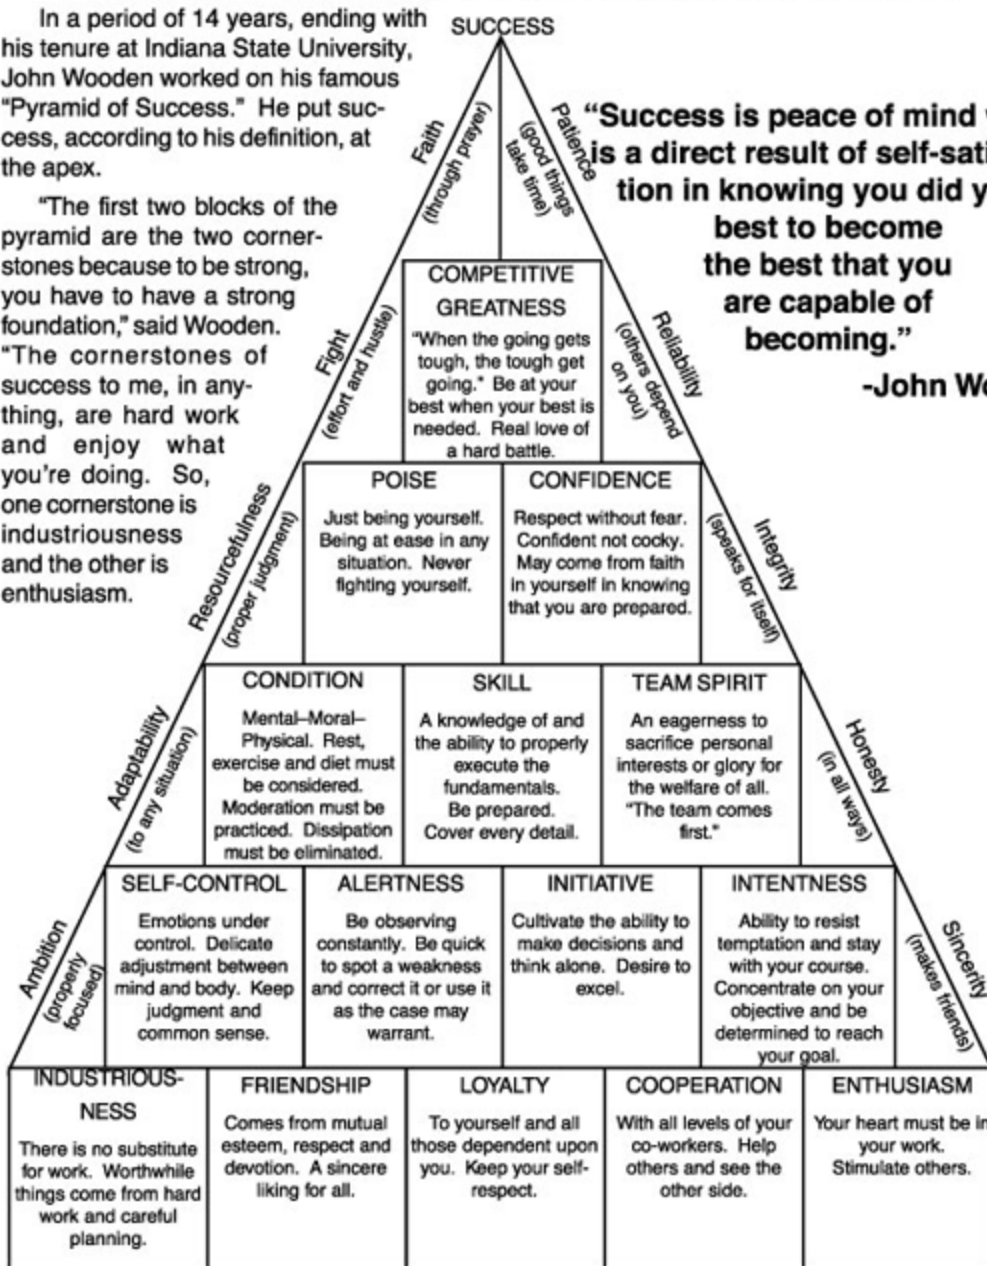 In a period of 14 years, ending with
his tenure at Indiana State University,
John Wooden worked on his famous
“Pyramid of Success.” He put suc-
cess, according to his definition, at
the apex.
“The first two blocks of the
pyramid are the two corner-
stones because to be strong,
you have to have a strong
foundation,” said Wooden.
“The cornerstones of
success to me, in any-
thing, are hard work
and enjoy what
you're doing. So,
one cornerstone is
industriousness
and the other is
enthusiasm.
SUCCESS
“Success is peace of mind
is a direct result of self-sati
tion in knowing you did y
best to become
the best that you
are capable of
becoming.”
-John Wo
Faith
(through prayer)
Patience
(good things
take time)
Fight
(effort and hustle)
COMPETITIVE
GREATNESS
“When the going gets
tough, the tough get
going.” Be at your
best when your best is
needed. Real love of
a hard battle.
Reliability
(others depend
on you)
Resourcefulness
(proper judgment)
POISE
Just being yourself.
Being at ease in any
situation. Never
fighting yourself.
CONFIDENCE
Respect without fear.
Confident not cocky.
May come from faith
in yourself in knowing
that you are prepared.
Integrity
(speaks for itself)
Adaptability
(to any situation)
CONDITION
Mental–Moral–
Physical. Rest,
exercise and diet must
be considered.
Moderation must be
practiced. Dissipation
must be eliminated.
SKILL
A knowledge of and
the ability to properly
execute the
fundamentals.
Be prepared.
Cover every detail.
TEAM SPIRIT
An eagerness to
sacrifice personal
interests or glory for
the welfare of all.
“The team comes
first.”
Honesty
(in all ways)
Ambition
(properly
focused)
SELF-CONTROL
Emotions under
control. Delicate
adjustment between
mind and body. Keep
judgment and
common sense.
ALERTNESS
Be observing
constantly. Be quick
to spot a weakness
and correct it or use it
as the case may
warrant.
INITIATIVE
Cultivate the ability to
make decisions and
think alone. Desire to
excel.
INTENTNESS
Ability to resist
temptation and stay
with your course.
Concentrate on your
objective and be
determined to reach
your goal.
Sincerity
(makes friends)
INDUSTRIOUS-
NESS
There is no substitute
for work. Worthwhile
things come from hard
work and careful
planning.
FRIENDSHIP
Comes from mutual
esteem, respect and
devotion. A sincere
liking for all.
LOYALTY
To yourself and all
those dependent upon
you. Keep your self-
respect.
COOPERATION
With all levels of your
co-workers. Help
others and see the
other side.
ENTHUSIASM
Your heart must be in
your work.
Stimulate others.